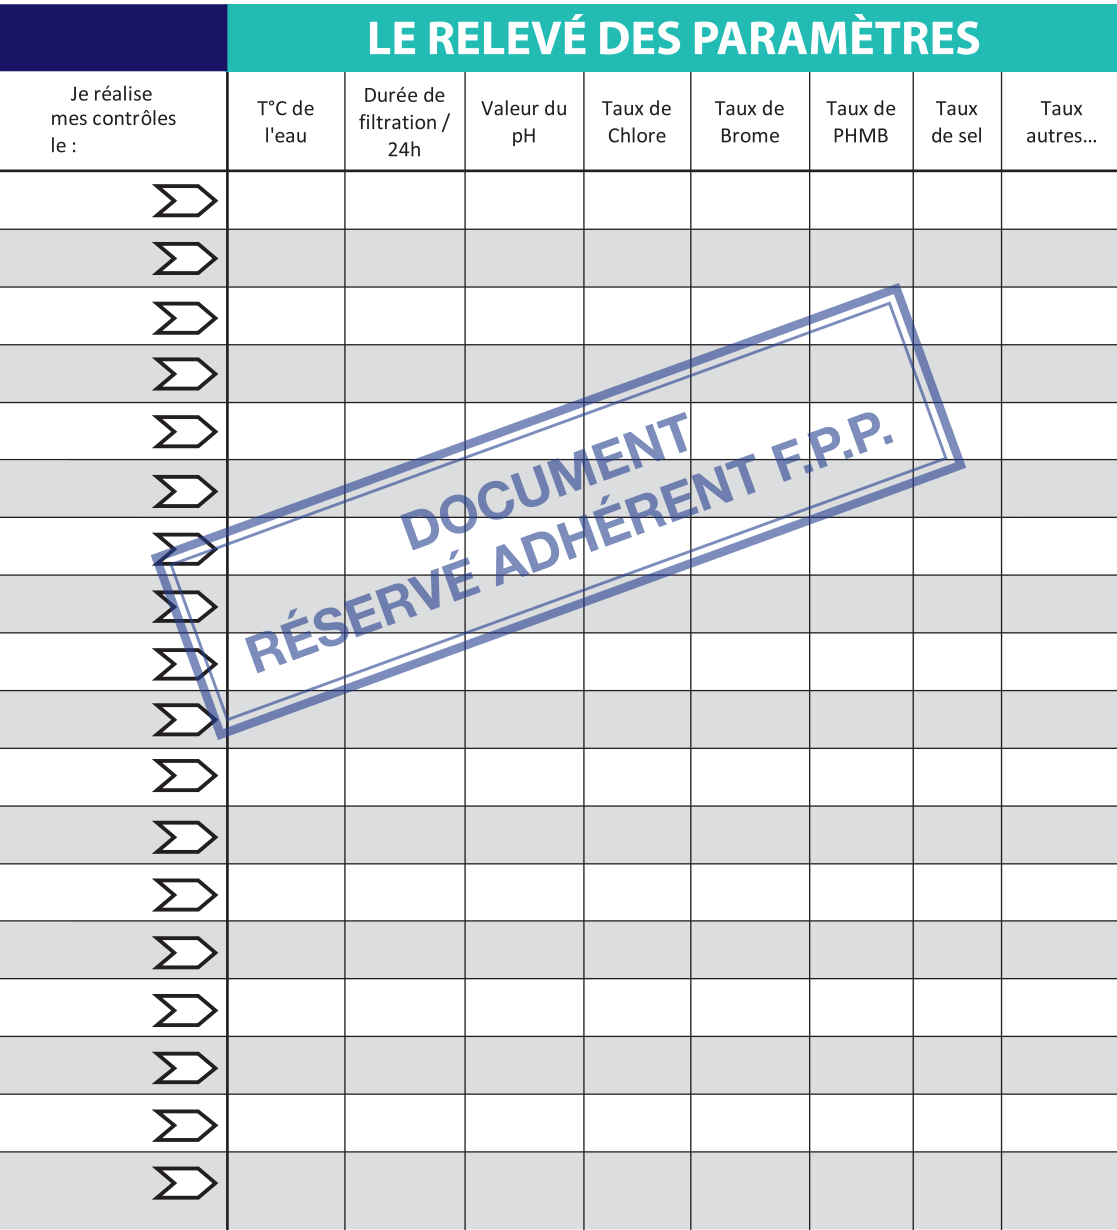 LE RELEVÉ DES PARAMÈTRES
Je réalise
mes contrôles
le :
T°C de
l'eau
Durée de
filtration /
24h
Valeur du
pH
Taux de
Chlore
Taux de
Brome
Taux de
PHMB
Taux
de sel
Taux
autres...
DOCUMENT
RÉSERVÉ ADHÉRENT F.P.P.